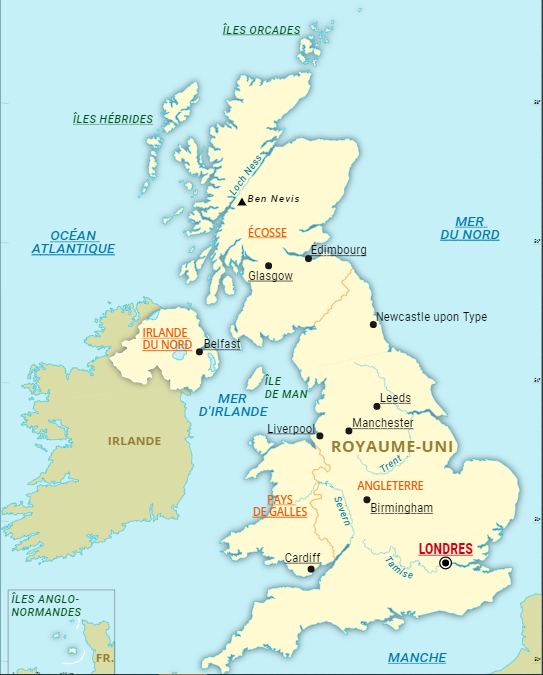 ÎLES ORCADES
ÎLES HÉBRIDES
Loch Ness
Ben Nevis
OCÉAN
ATLANTIQUE
MER
DU NORD
ÉCOSSE
Édimbourg
Glasgow
Newcastle upon Type
IRLANDE
DU NORD
Belfast
ÎLE
DE MAN
MER
D'IRLANDE
Leeds
Manchester
Liverpool
IRLANDE
ROYAUME-UNI
Trent
ANGLETERRE
PAYS
DE GALLES
Severn
Birmingham
LONDRES
Cardiff
Tamise
ÎLES ANGLO-
NORMANDES
FR.
MANCHE